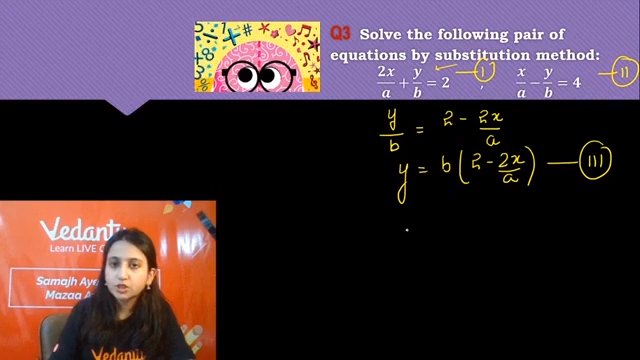 Q3 Solve the following pair of
equations by substitution method:
2x/a + y/b = 2 — (I) , x/a − y/b = 4 — (II)
y/b = 2 − 2x/a
y = b(2 − 2x/a) — (III)
Vedantu
Learn LIVE
Samajh Aye
Mazaa A
Vedantu